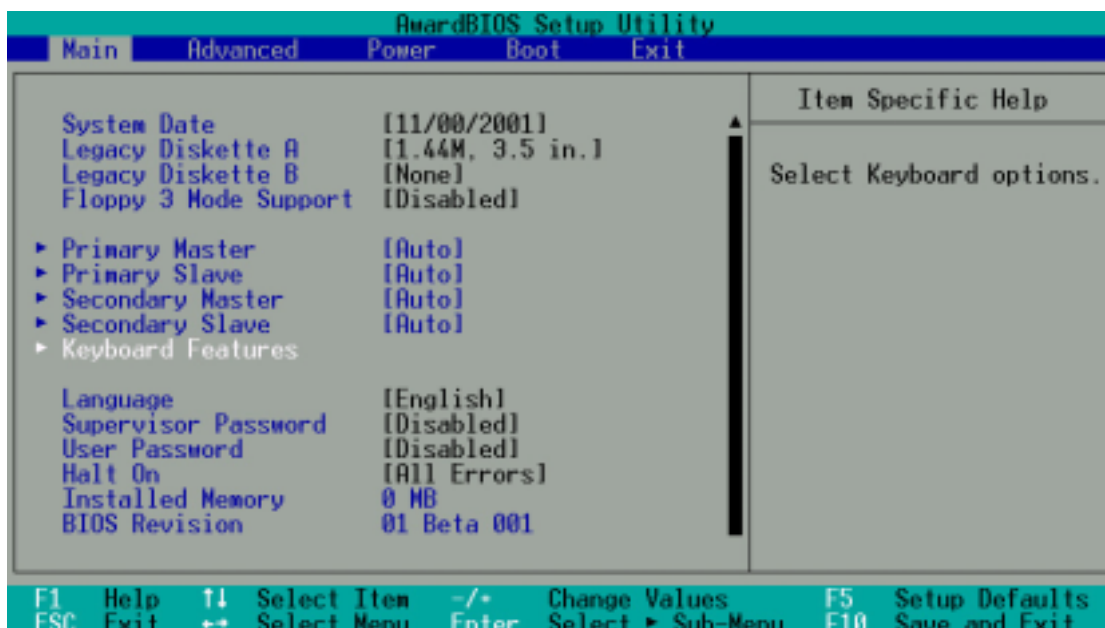 AwardBIOS Setup Utility
Main Advanced Power Boot Exit
Item Specific Help
System Date [11/00/2001]
Legacy Diskette A [1.44M, 3.5 in.]
Legacy Diskette B [None]
Floppy 3 Mode Support [Disabled]
Select Keyboard options.
▶ Primary Master [Auto]
▶ Primary Slave [Auto]
▶ Secondary Master [Auto]
▶ Secondary Slave [Auto]
▶ Keyboard Features
Language [English]
Supervisor Password [Disabled]
User Password [Disabled]
Halt On [All Errors]
Installed Memory 0 MB
BIOS Revision 01 Beta 001
F1 Help ↑↓ Select Item -/+ Change Values F5 Setup Defaults
ESC Exit ←→ Select Menu Enter Select ▶ Sub-Menu F10 Save and Exit